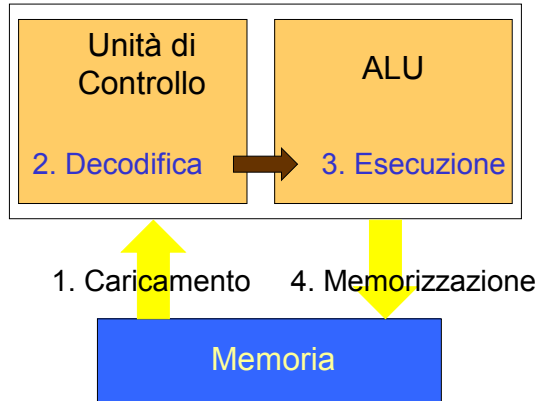 Unità di
Controllo
ALU
2. Decodifica
3. Esecuzione
1. Caricamento
4. Memorizzazione
Memoria